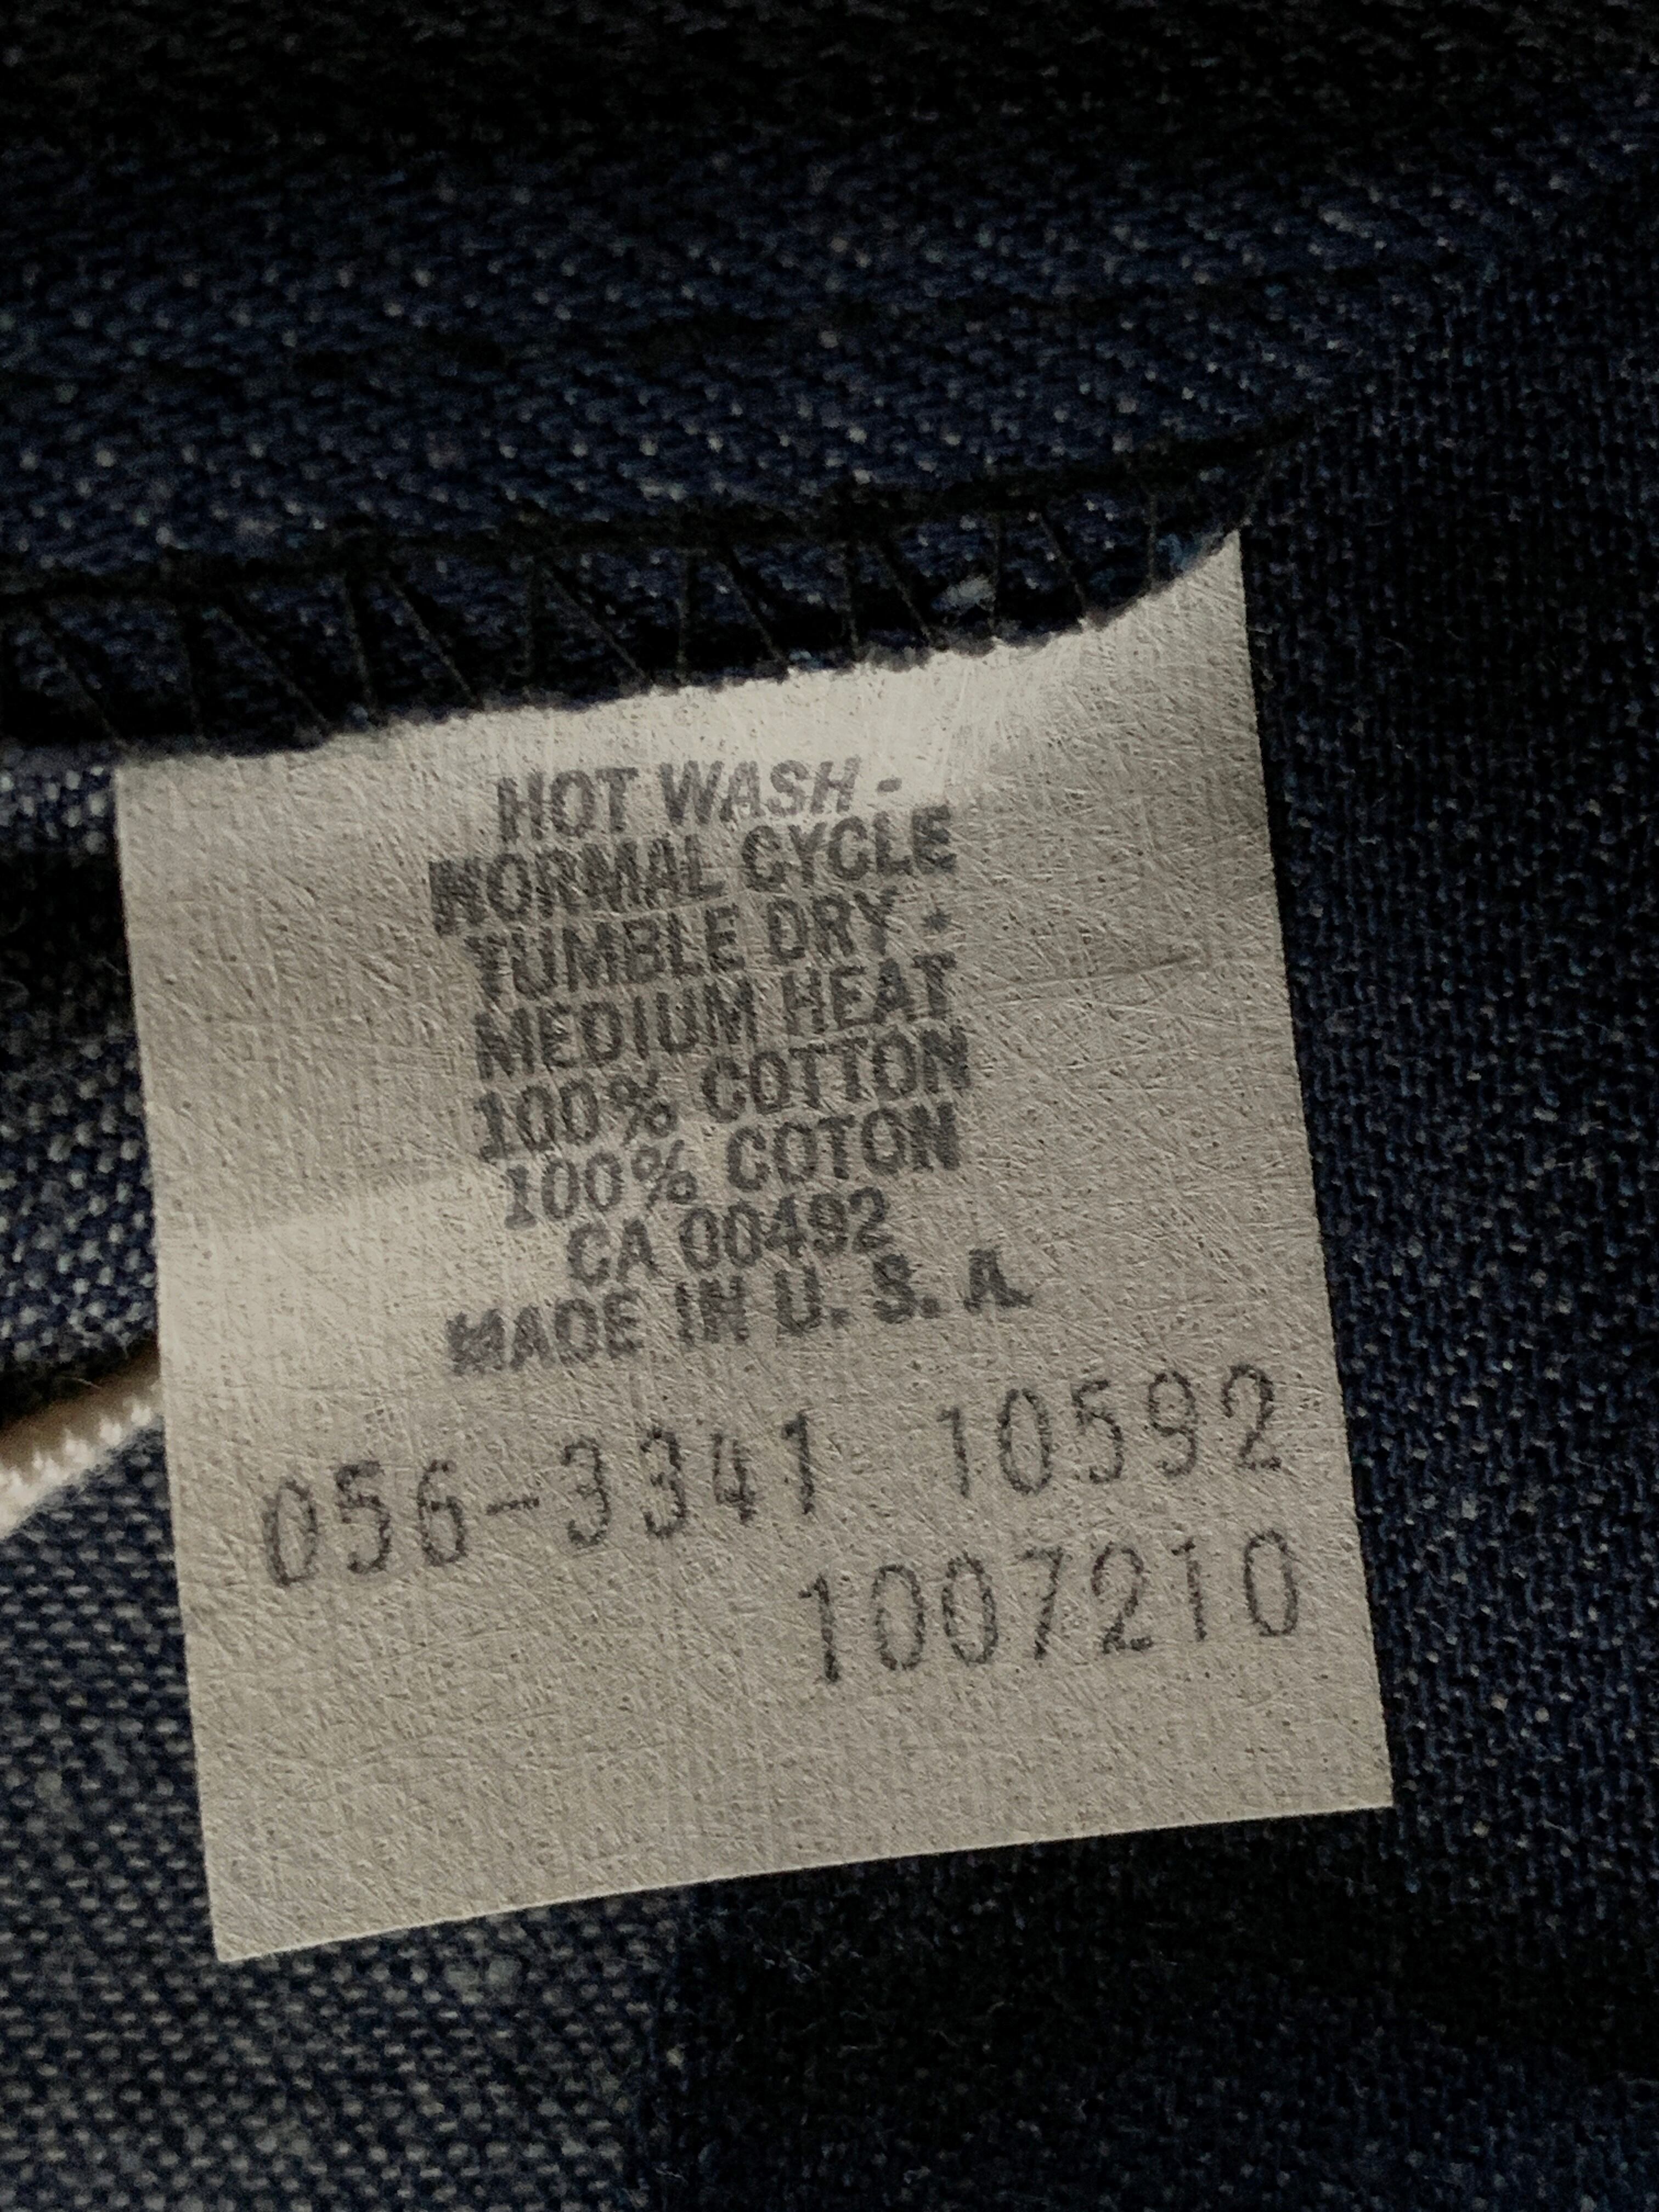 HOT WASH -
NORMAL CYCLE
TUMBLE DRY -
MEDIUM HEAT
100% COTTON
100% COTON
CA 00492
MADE IN U. S. A.
056-3341 10592
1007210